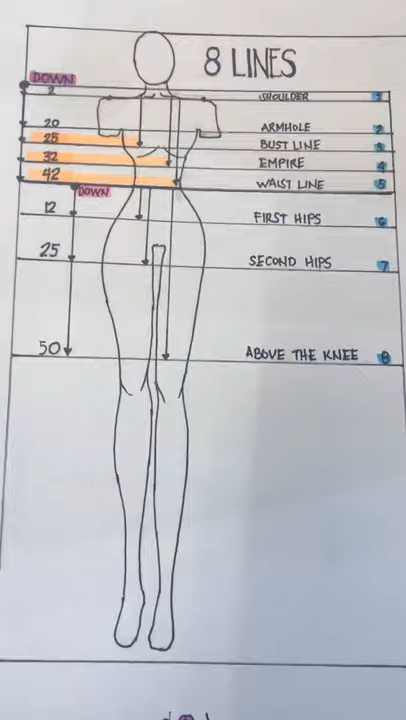 8 LINES
DOWN
2 SHOULDER 1
20 ARMHOLE 2
25 BUST LINE 3
32 EMPIRE 4
42 WAIST LINE 5
DOWN
12 FIRST HIPS 6
25 SECOND HIPS 7
50 ABOVE THE KNEE 8